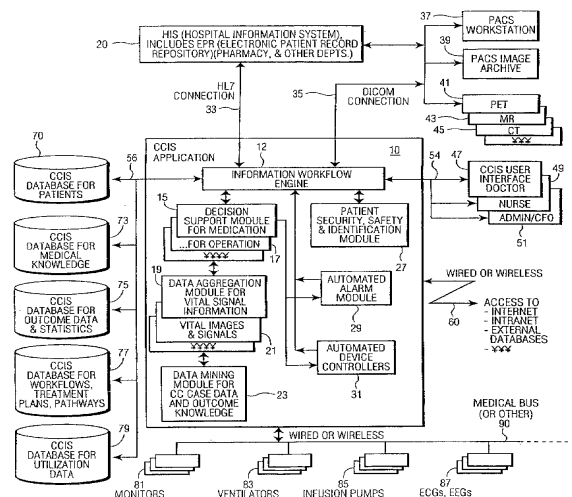 20
HIS (HOSPITAL INFORMATION SYSTEM),
INCLUDES EPR (ELECTRONIC PATIENT RECORD
REPOSITORY)(PHARMACY, & OTHER DEPTS.)
37
PACS
WORKSTATION
39
PACS IMAGE
ARCHIVE
41
PET
43
MR
45
CT
HL7
CONNECTION
33
35
DICOM
CONNECTION
70
CCIS
DATABASE FOR
PATIENTS
56
73
CCIS
DATABASE FOR
MEDICAL
KNOWLEDGE
75
CCIS
DATABASE FOR
OUTCOME DATA
& STATISTICS
77
CCIS
DATABASE FOR
WORKFLOWS,
TREATMENT
PLANS, PATHWAYS
79
CCIS
DATABASE FOR
UTILIZATION
DATA
CCIS
APPLICATION
12
10
INFORMATION WORKFLOW
ENGINE
15
DECISION
SUPPORT MODULE
FOR MEDICATION
...FOR OPERATION
17
19
DATA AGGREGATION
MODULE FOR
VITAL SIGNAL
INFORMATION
VITAL IMAGES
& SIGNALS
21
DATA MINING
MODULE FOR
CC CASE DATA
AND OUTCOME
KNOWLEDGE
23
PATIENT
SECURITY, SAFETY
& IDENTIFICATION
MODULE
27
AUTOMATED
ALARM MODULE
29
AUTOMATED
DEVICE
CONTROLLERS
31
54
47
49
CCIS USER
INTERFACE
DOCTOR
NURSE
ADMIN/CFO
51
WIRED OR WIRELESS
60
ACCESS TO
- INTERNET
- INTRANET
- EXTERNAL
DATABASES
-
WIRED OR WIRELESS
MEDICAL BUS
(OR OTHER)
90
81
MONITORS
83
VENTILATORS
85
INFUSION PUMPS
87
ECGs, EEGs